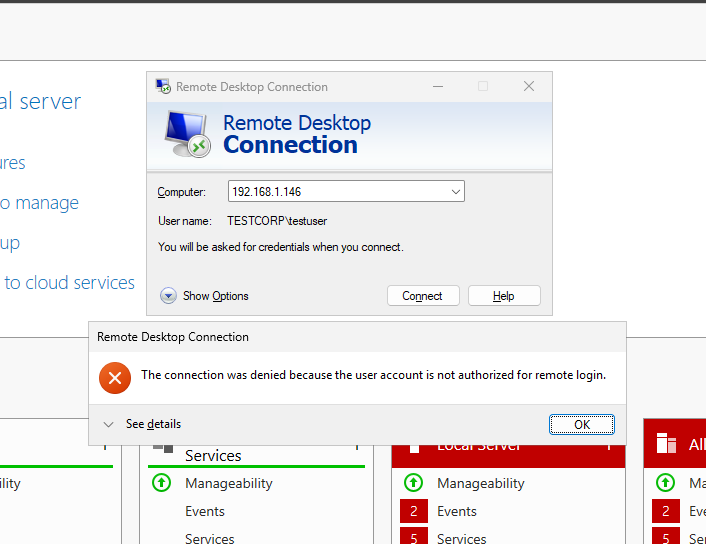 al server
ures
o manage
up
to cloud services
Remote Desktop Connection
Remote Desktop
Connection
Computer: 192.168.1.146
User name: TESTCORP\testuser
You will be asked for credentials when you connect.
Show Options Connect Help
Remote Desktop Connection
The connection was denied because the user account is not authorized for remote login.
See details OK
Services Local Server 1 All
ility Manageability Manageability Ma
Events 2 Events 2 Eve
Services 5 Services 5 Ser